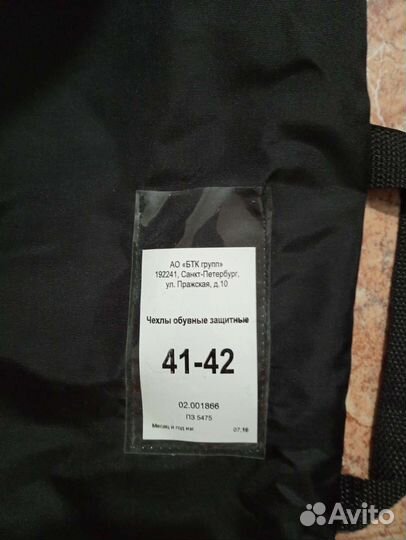 АО «БТК групп»
192241, Санкт-Петербург,
ул. Пражская, д.10
Чехлы обувные защитные
41-42
02.001866
ПЗ 5475
Месяц и год изг. 07.18
Avito